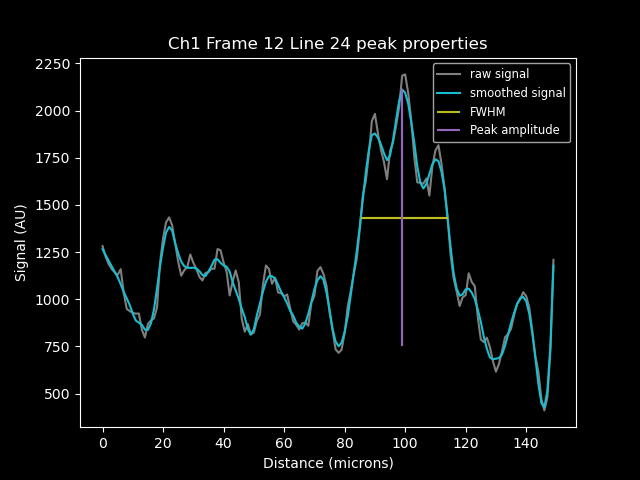 Ch1 Frame 12 Line 24 peak properties
raw signal
smoothed signal
FWHM
Peak amplitude
Signal (AU)
2250
2000
1750
1500
1250
1000
750
500
0 20 40 60 80 100 120 140
Distance (microns)